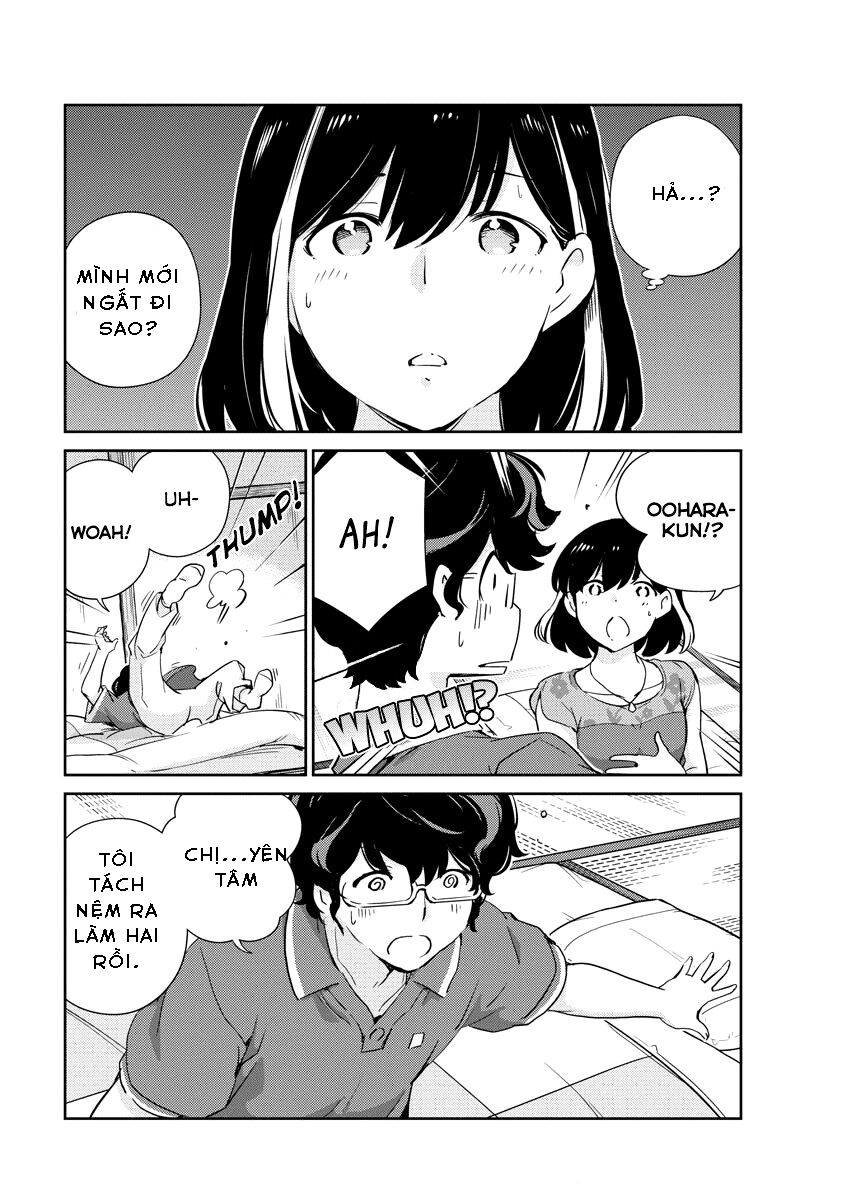 HẢ...?
MÌNH MỚI
NGẤT ĐI
SAO?
OOHARA-
KUN!?
AH!
WHUH!?
UH-
WOAH!
THUMP!
CHỊ...YÊN
TÂM
TÔI
TÁCH
NỆM RA
LÀM HAI
RỒI.